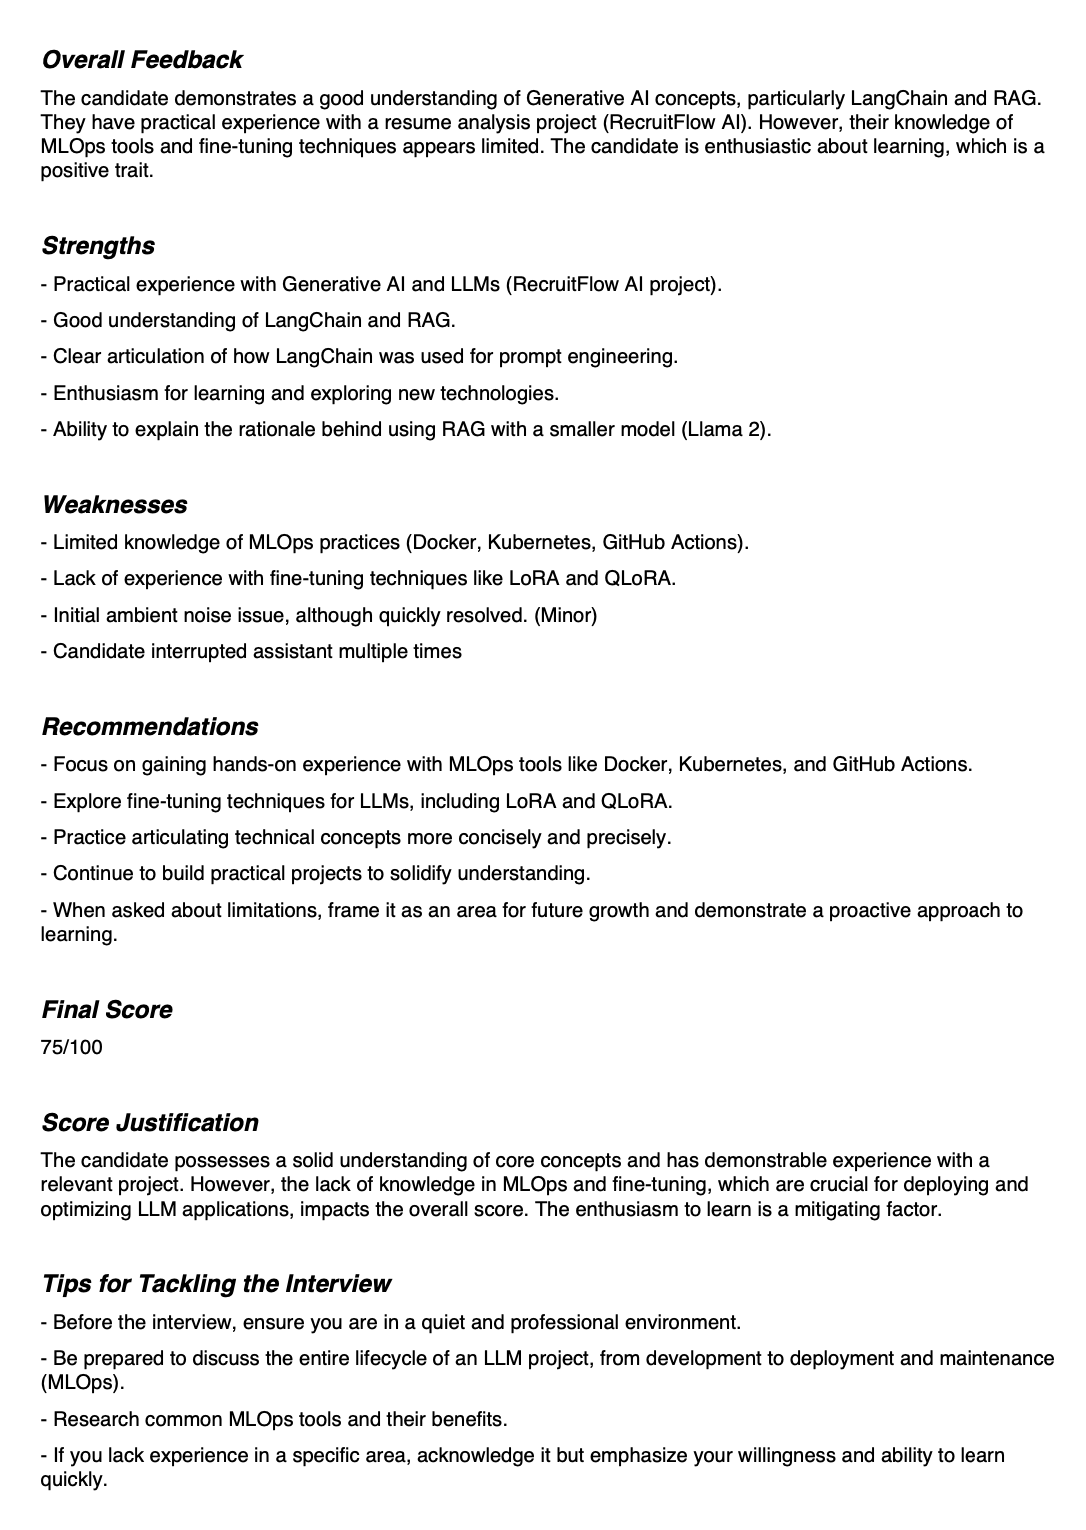 Overall Feedback
The candidate demonstrates a good understanding of Generative AI concepts, particularly LangChain and RAG.
They have practical experience with a resume analysis project (RecruitFlow AI). However, their knowledge of
MLOps tools and fine-tuning techniques appears limited. The candidate is enthusiastic about learning, which is a
positive trait.
Strengths
- Practical experience with Generative AI and LLMs (RecruitFlow AI project).
- Good understanding of LangChain and RAG.
- Clear articulation of how LangChain was used for prompt engineering.
- Enthusiasm for learning and exploring new technologies.
- Ability to explain the rationale behind using RAG with a smaller model (Llama 2).
Weaknesses
- Limited knowledge of MLOps practices (Docker, Kubernetes, GitHub Actions).
- Lack of experience with fine-tuning techniques like LoRA and QLoRA.
- Initial ambient noise issue, although quickly resolved. (Minor)
- Candidate interrupted assistant multiple times
Recommendations
- Focus on gaining hands-on experience with MLOps tools like Docker, Kubernetes, and GitHub Actions.
- Explore fine-tuning techniques for LLMs, including LoRA and QLoRA.
- Practice articulating technical concepts more concisely and precisely.
- Continue to build practical projects to solidify understanding.
- When asked about limitations, frame it as an area for future growth and demonstrate a proactive approach to
learning.
Final Score
75/100
Score Justification
The candidate possesses a solid understanding of core concepts and has demonstrable experience with a
relevant project. However, the lack of knowledge in MLOps and fine-tuning, which are crucial for deploying and
optimizing LLM applications, impacts the overall score. The enthusiasm to learn is a mitigating factor.
Tips for Tackling the Interview
- Before the interview, ensure you are in a quiet and professional environment.
- Be prepared to discuss the entire lifecycle of an LLM project, from development to deployment and maintenance
(MLOps).
- Research common MLOps tools and their benefits.
- If you lack experience in a specific area, acknowledge it but emphasize your willingness and ability to learn
quickly.